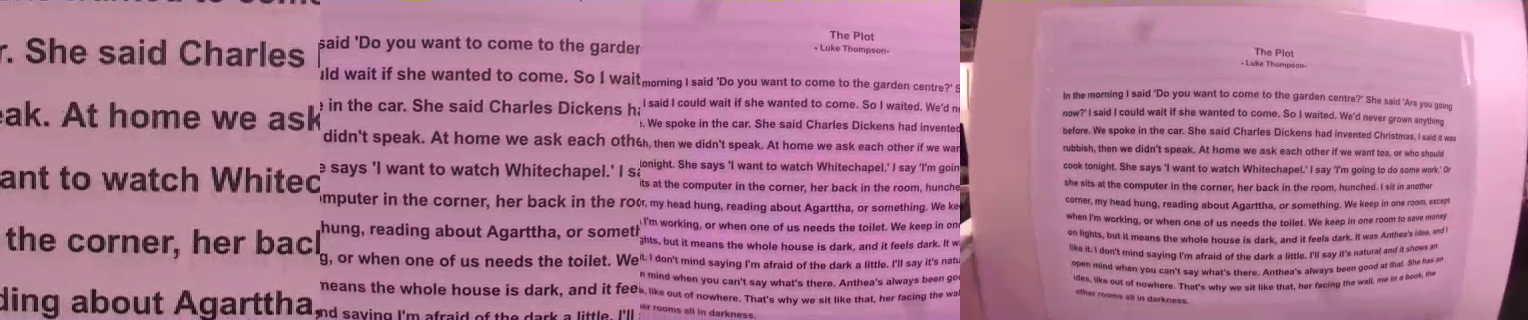 r. She said Charles
eak. At home we ask
ant to watch Whitec
the corner, her back
ding about Agarttha,
said 'Do you want to come to the garden
uld wait if she wanted to come. So I wait
in the car. She said Charles Dickens ha
didn't speak. At home we ask each othe
e says 'I want to watch Whitechapel.' I sa
omputer in the corner, her back in the roo
hung, reading about Agarttha, or someth
g, or when one of us needs the toilet. We
means the whole house is dark, and it feel
nd saying I'm afraid of the dark a little. I'll
The Plot
- Luke Thompson-
morning I said 'Do you want to come to the garden centre?' S
I said I could wait if she wanted to come. So I waited. We'd n
. We spoke in the car. She said Charles Dickens had invented
h, then we didn't speak. At home we ask each other if we wan
onight. She says 'I want to watch Whitechapel.' I say 'I'm goin
its at the computer in the corner, her back in the room, hunche
r, my head hung, reading about Agarttha, or something. We ke
I'm working, or when one of us needs the toilet. We keep in on
ghts, but it means the whole house is dark, and it feels dark. It w
it. I don't mind saying I'm afraid of the dark a little. I'll say it's natu
n mind when you can't say what's there. Anthea's always been go
s, like out of nowhere. That's why we sit like that, her facing the wal
her rooms all in darkness.
The Plot
- Luke Thompson-
In the morning I said 'Do you want to come to the garden centre?' She said 'Are you going
now?' I said I could wait if she wanted to come. So I waited. We'd never grown anything
before. We spoke in the car. She said Charles Dickens had invented Christmas, I said it was
rubbish, then we didn't speak. At home we ask each other if we want tea, or who should
cook tonight. She says 'I want to watch Whitechapel.' I say 'I'm going to do some work.' Or
she sits at the computer in the corner, her back in the room, hunched. I sit in another
corner, my head hung, reading about Agarttha, or something. We keep in one room, except
when I'm working, or when one of us needs the toilet. We keep in one room to save money
on lights, but it means the whole house is dark, and it feels dark. It was Anthea's idea, and I
like it. I don't mind saying I'm afraid of the dark a little. I'll say it's natural and it shows an
open mind when you can't say what's there. Anthea's always been good at that. She has an
idea, like out of nowhere. That's why we sit like that, her facing the wall, me in a book, the
other rooms all in darkness.